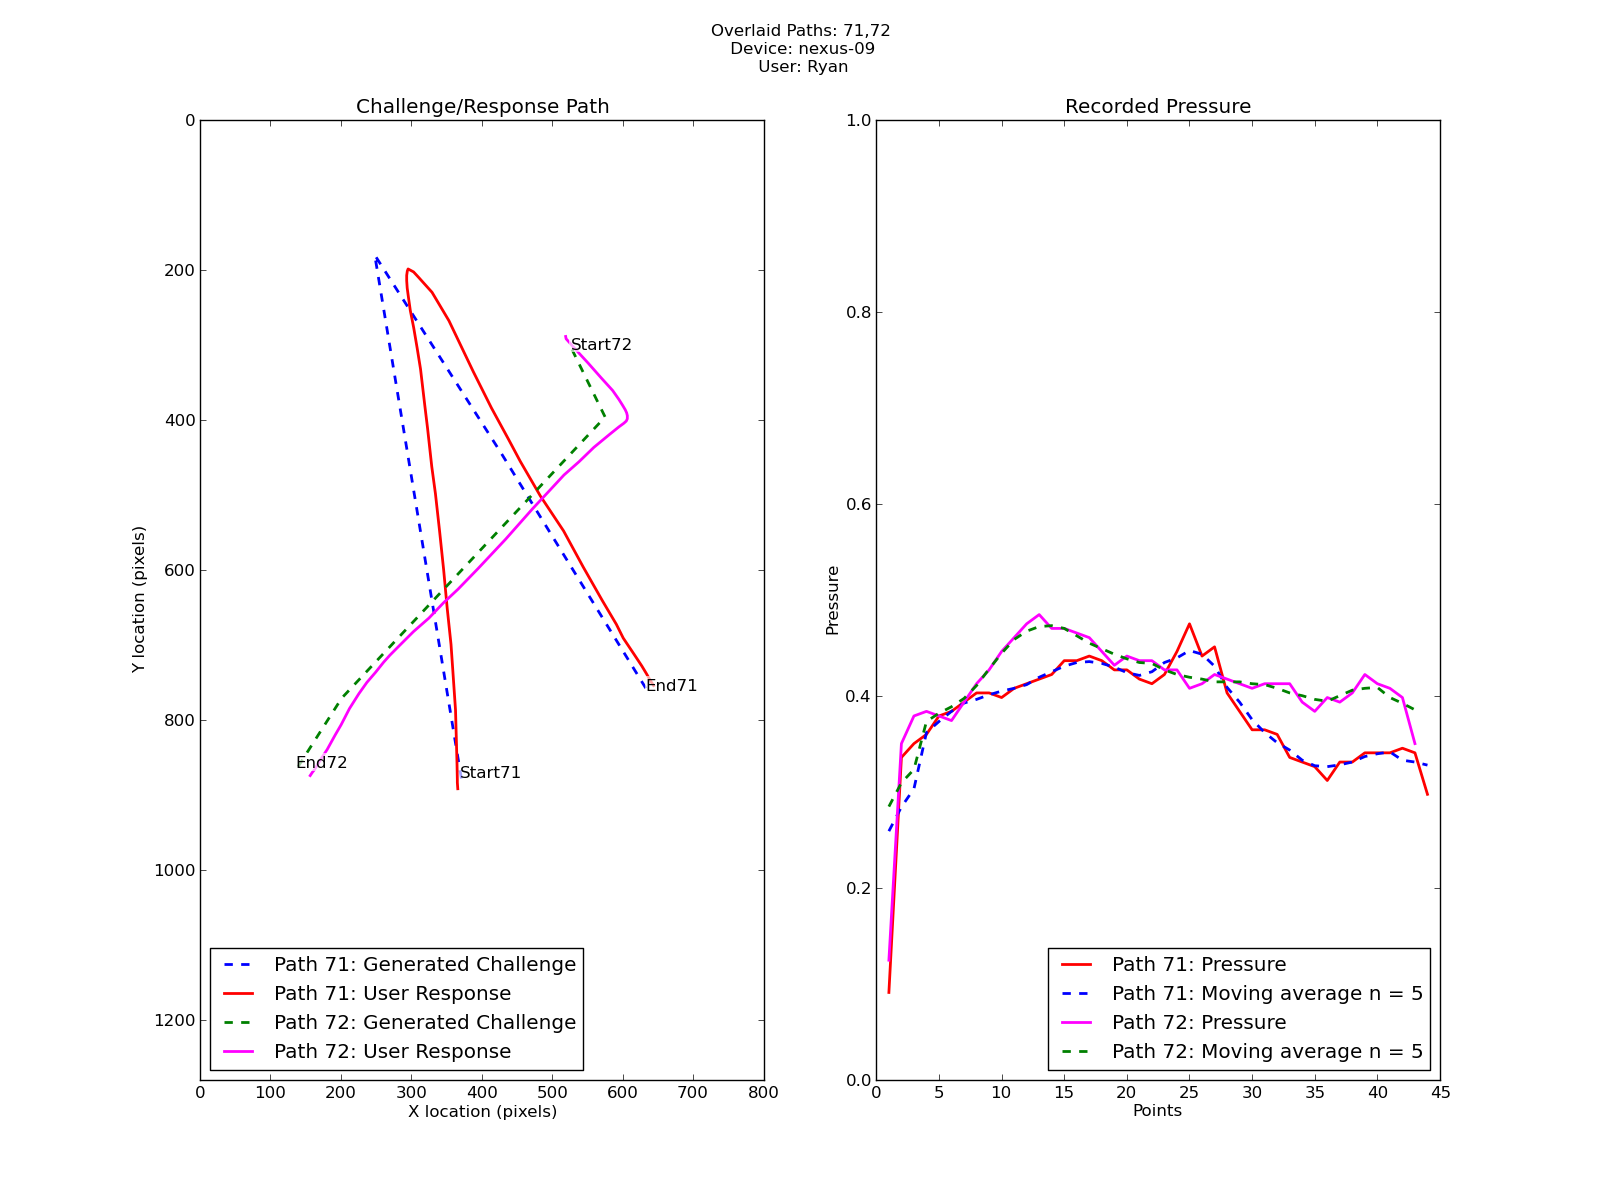 Overlaid Paths: 71,72
Device: nexus-09
User: Ryan
Challenge/Response Path
0
200
400
600
800
1000
1200
Y location (pixels)
Start72
End71
End72
Start71
Path 71: Generated Challenge
Path 71: User Response
Path 72: Generated Challenge
Path 72: User Response
0 100 200 300 400 500 600 700 800
X location (pixels)
Recorded Pressure
1.0
0.8
0.6
0.4
0.2
0.0
Pressure
Path 71: Pressure
Path 71: Moving average n = 5
Path 72: Pressure
Path 72: Moving average n = 5
0 5 10 15 20 25 30 35 40 45
Points